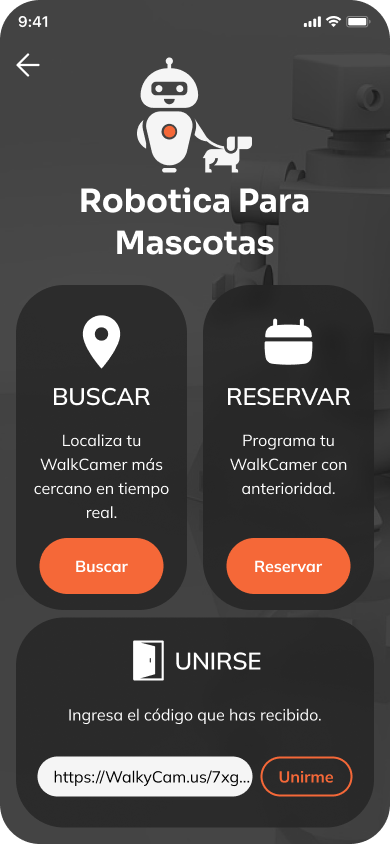 9:41
Robotica Para
Mascotas
BUSCAR
Localiza tu
WalkCamer más
cercano en tiempo
real.
Buscar
RESERVAR
Programa tu
WalkCamer con
anterioridad.
Reservar
UNIRSE
Ingresa el código que has recibido.
https://WalkyCam.us/7xg...
Unirme